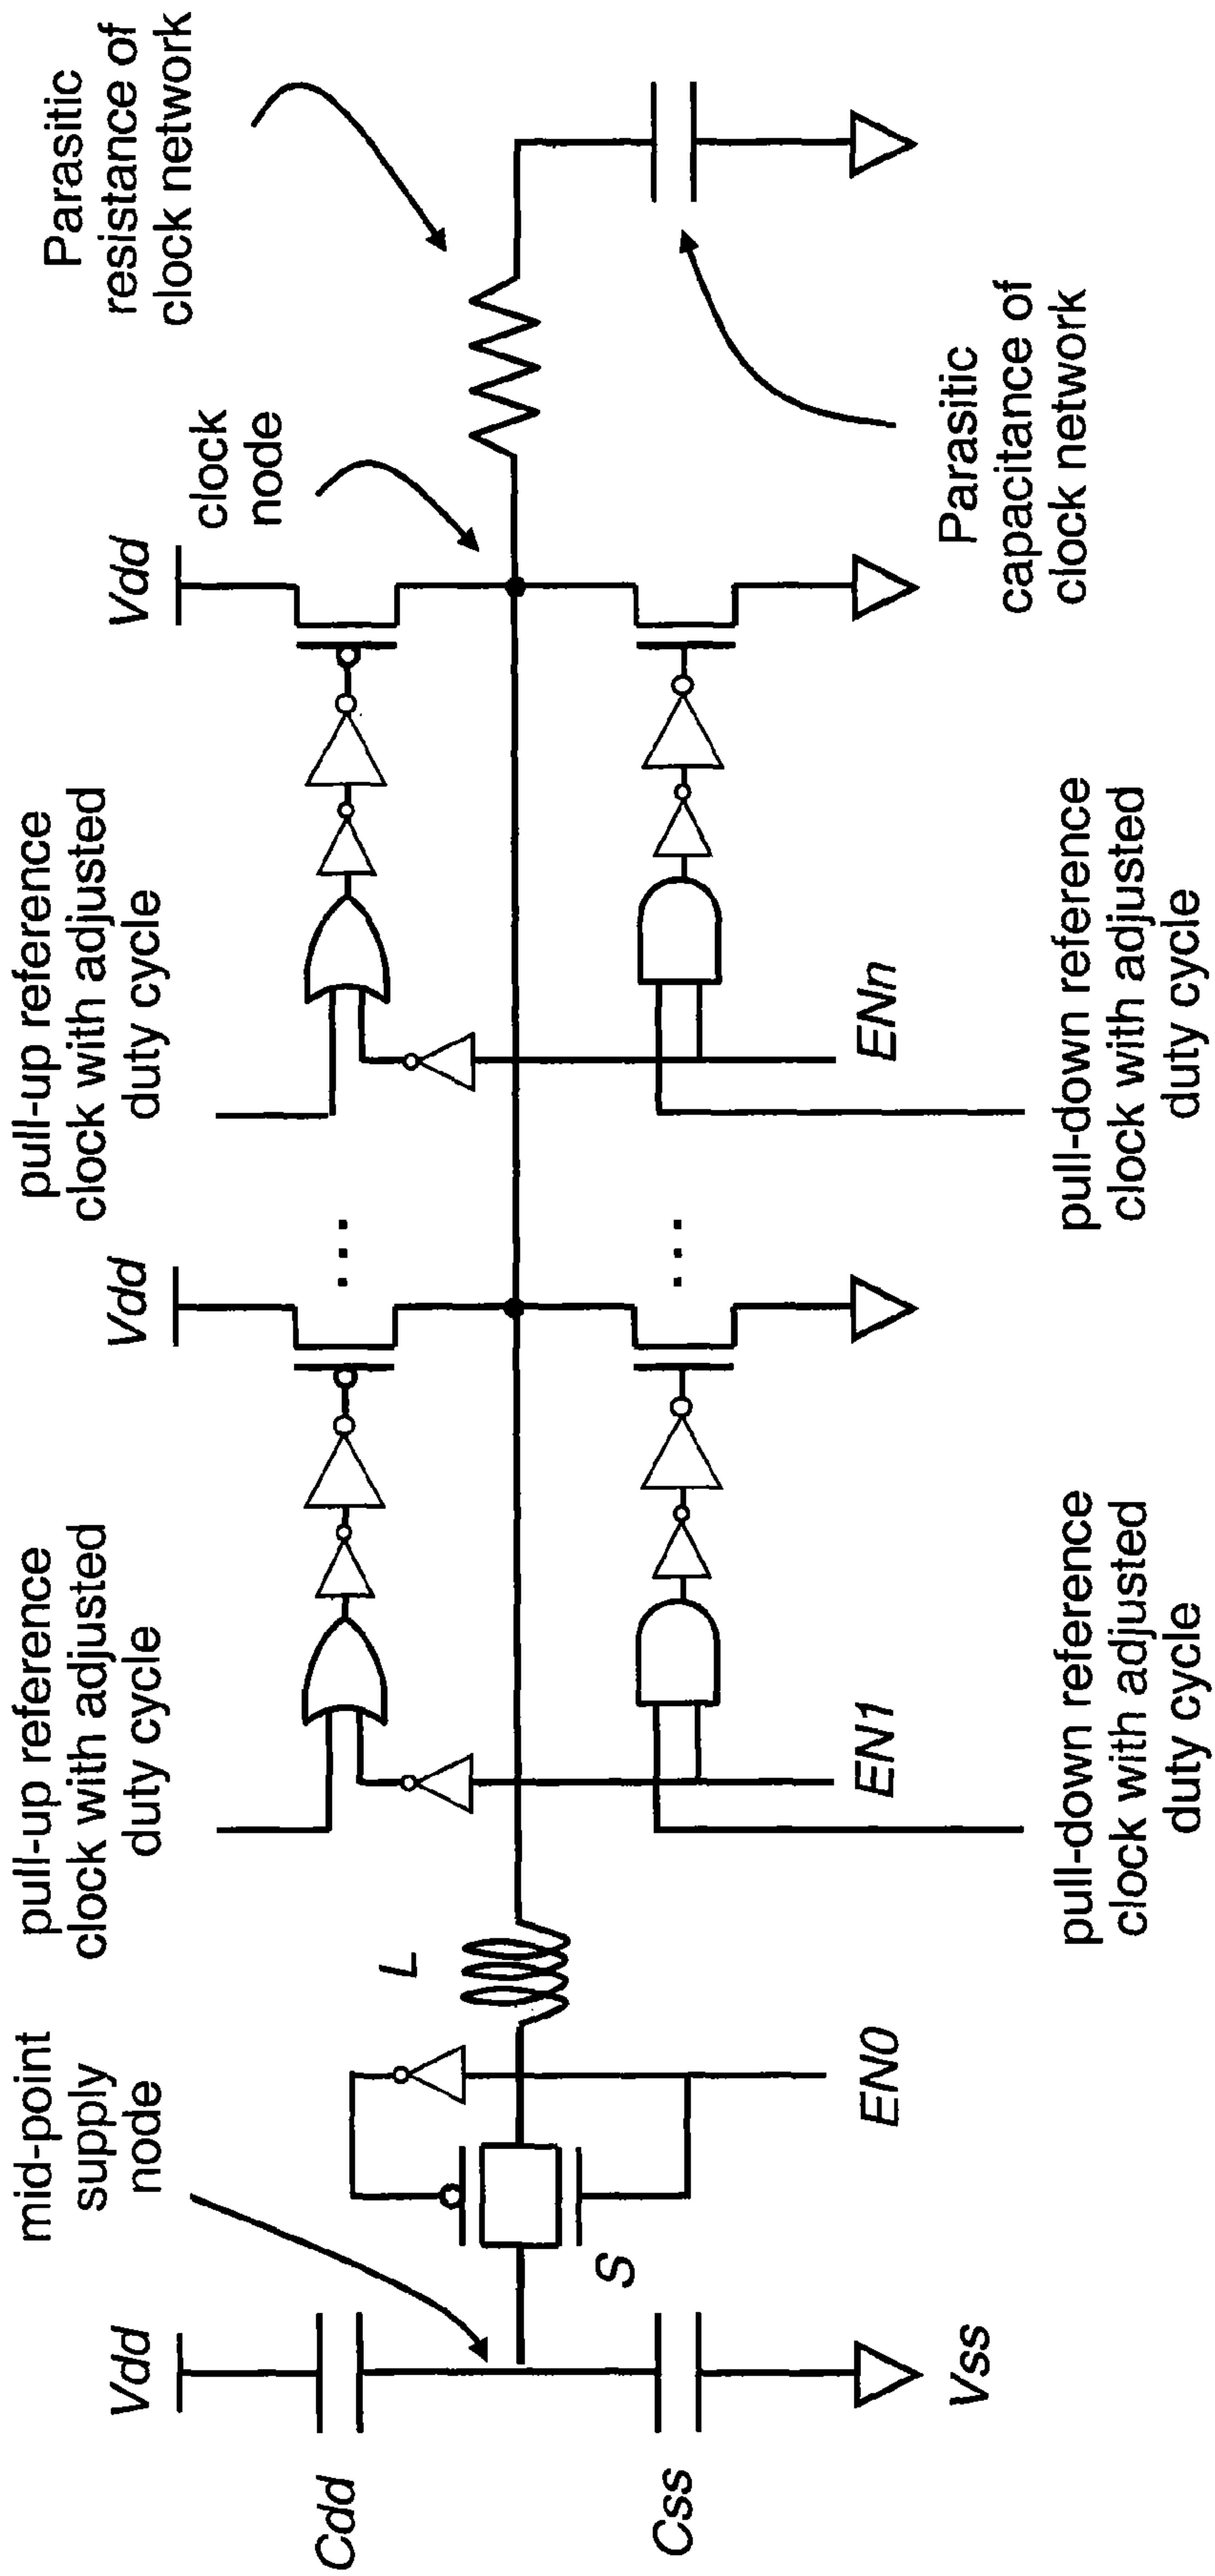 mid-point
supply
node
pull-up reference
clock with adjusted
duty cycle
pull-up reference
clock with adjusted
duty cycle
Parasitic
resistance of
clock network
Vdd
Vdd
Vdd
clock
node
Cdd
L
...
Css
S
...
Vss
EN0
EN1
ENn
pull-down reference
clock with adjusted
duty cycle
pull-down reference
clock with adjusted
duty cycle
Parasitic
capacitance of
clock network